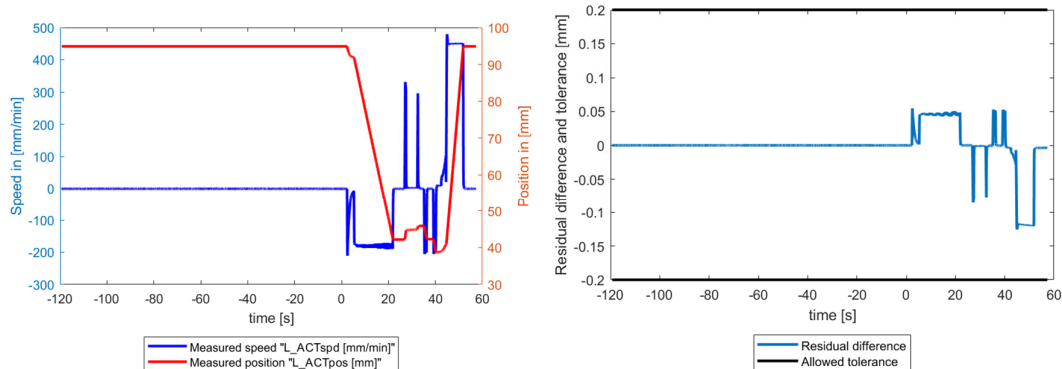 500
400
300
200
100
0
-100
-200
-300
Speed in [mm/min]
100
90
80
70
60
50
40
30
Position in [mm]
-120 -100 -80 -60 -40 -20 0 20 40 60
time [s]
Measured speed "L_ACTspd [mm/min]"
Measured position "L_ACTpos [mm]"
0.2
0.15
0.1
0.05
0
-0.05
-0.1
-0.15
-0.2
Residual difference and tolerance [mm]
-120 -100 -80 -60 -40 -20 0 20 40 60
time [s]
Residual difference
Allowed tolerance